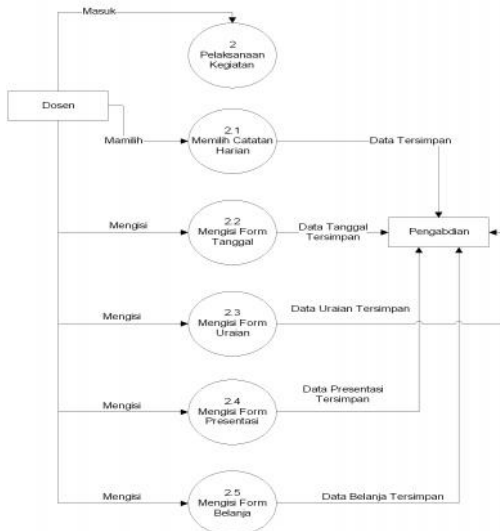 Masuk
2
Pelaksanaan
Kegiatan
Dosen
Mamilih
2.1
Memilih Catatan
Harian
Data Tersimpan
Mengisi
2.2
Mengisi Form
Tanggal
Data Tanggal
Tersimpan
Pengabdian
Mengisi
2.3
Mengisi Form
Uraian
Data Uraian Tersimpan
Mengisi
2.4
Mengisi Form
Presentasi
Data Presentasi
Tersimpan
Mengisi
2.5
Mengisi Form
Belanja
Data Belanja Tersimpan